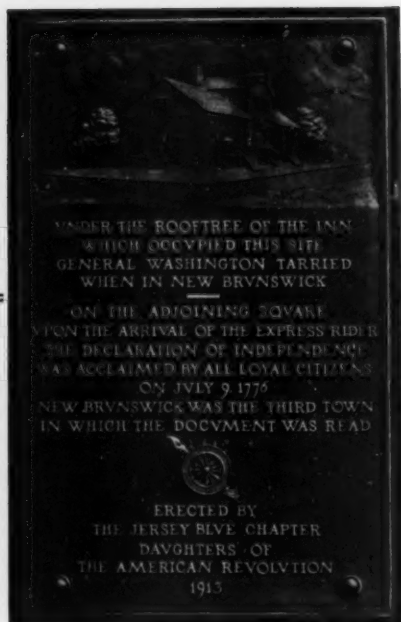 VNDER THE ROOFTREE OF THE INN
WHICH OCCVPIED THIS SITE
GENERAL WASHINGTON TARRIED
WHEN IN NEW BRVNSWICK
ON THE ADJOINING SQVARE
VPON THE ARRIVAL OF THE EXPRESS RIDER
THE DECLARATION OF INDEPENDENCE
WAS ACCLAIMED BY ALL LOYAL CITIZENS
ON JVLY 9, 1776
NEW BRVNSWICK WAS THE THIRD TOWN
IN WHICH THE DOCVMENT WAS READ
ERECTED BY
THE JERSEY BLVE CHAPTER
DAVGHTERS OF
THE AMERICAN REVOLVTION
1913